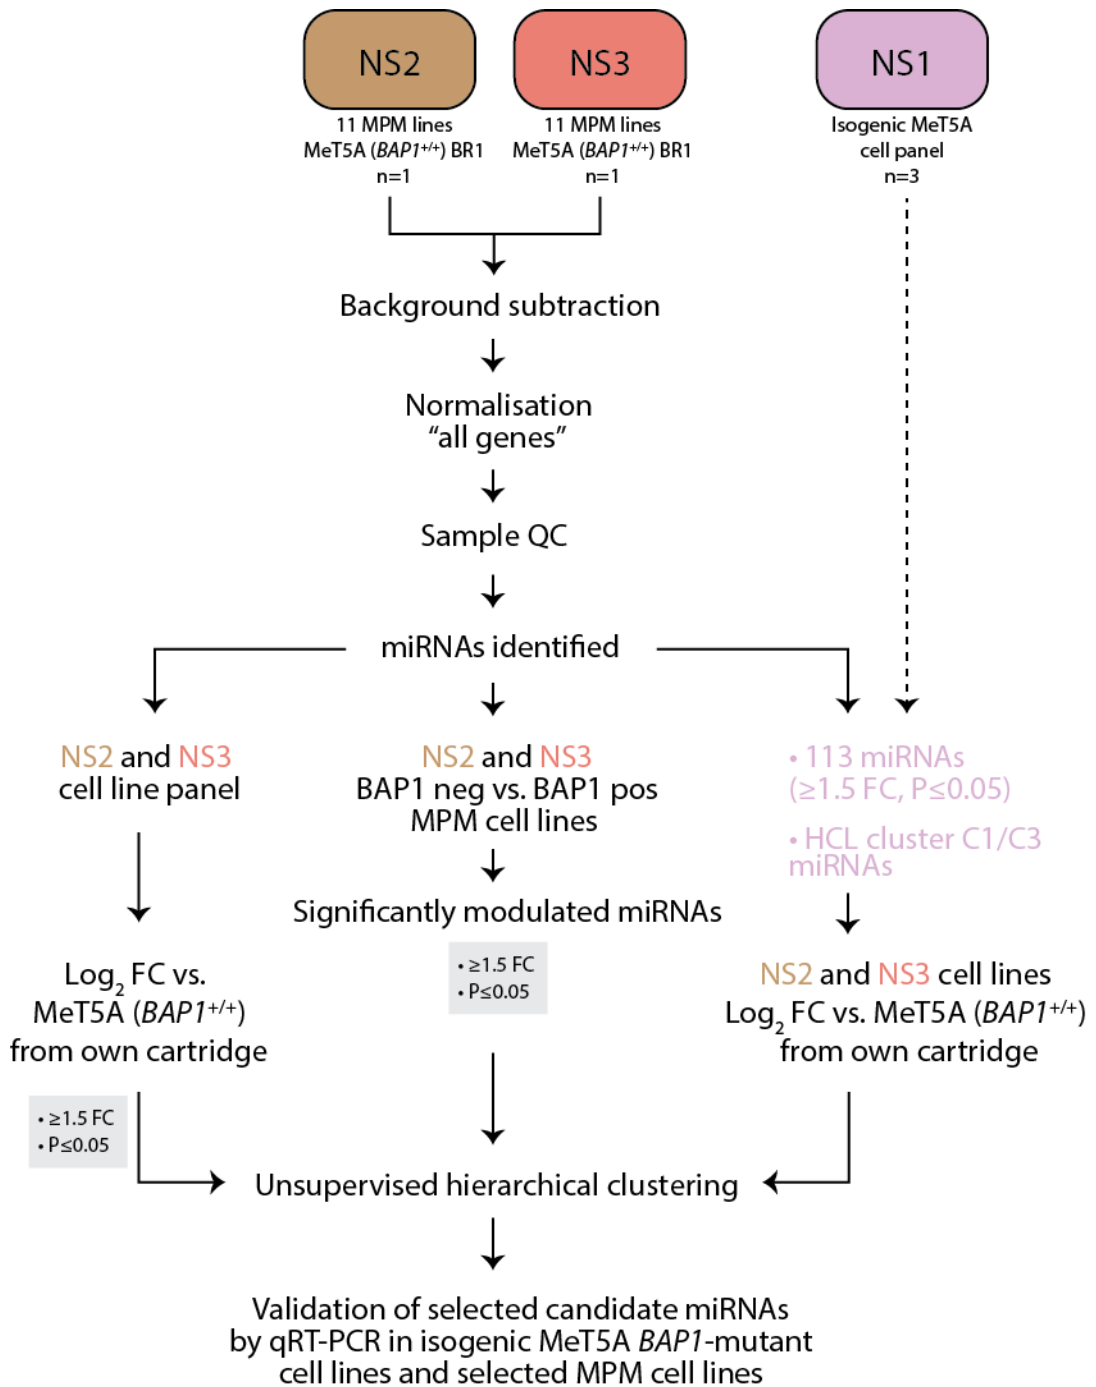 NS2
NS3
NS1
11 MPM lines
MeT5A (BAP1+/+) BR1
n=1
11 MPM lines
MeT5A (BAP1+/+) BR1
n=1
Isogenic MeT5A
cell panel
n=3
Background subtraction
Normalisation
“all genes”
Sample QC
miRNAs identified
NS2 and NS3
cell line panel
NS2 and NS3
BAP1 neg vs. BAP1 pos
MPM cell lines
• 113 miRNAs
(≥1.5 FC, P≤0.05)
• HCL cluster C1/C3
miRNAs
Significantly modulated miRNAs
• ≥1.5 FC
• P≤0.05
Log2 FC vs.
MeT5A (BAP1+/+)
from own cartridge
NS2 and NS3 cell lines
Log2 FC vs. MeT5A (BAP1+/+)
from own cartridge
• ≥1.5 FC
• P≤0.05
Unsupervised hierarchical clustering
Validation of selected candidate miRNAs
by qRT-PCR in isogenic MeT5A BAP1-mutant
cell lines and selected MPM cell lines